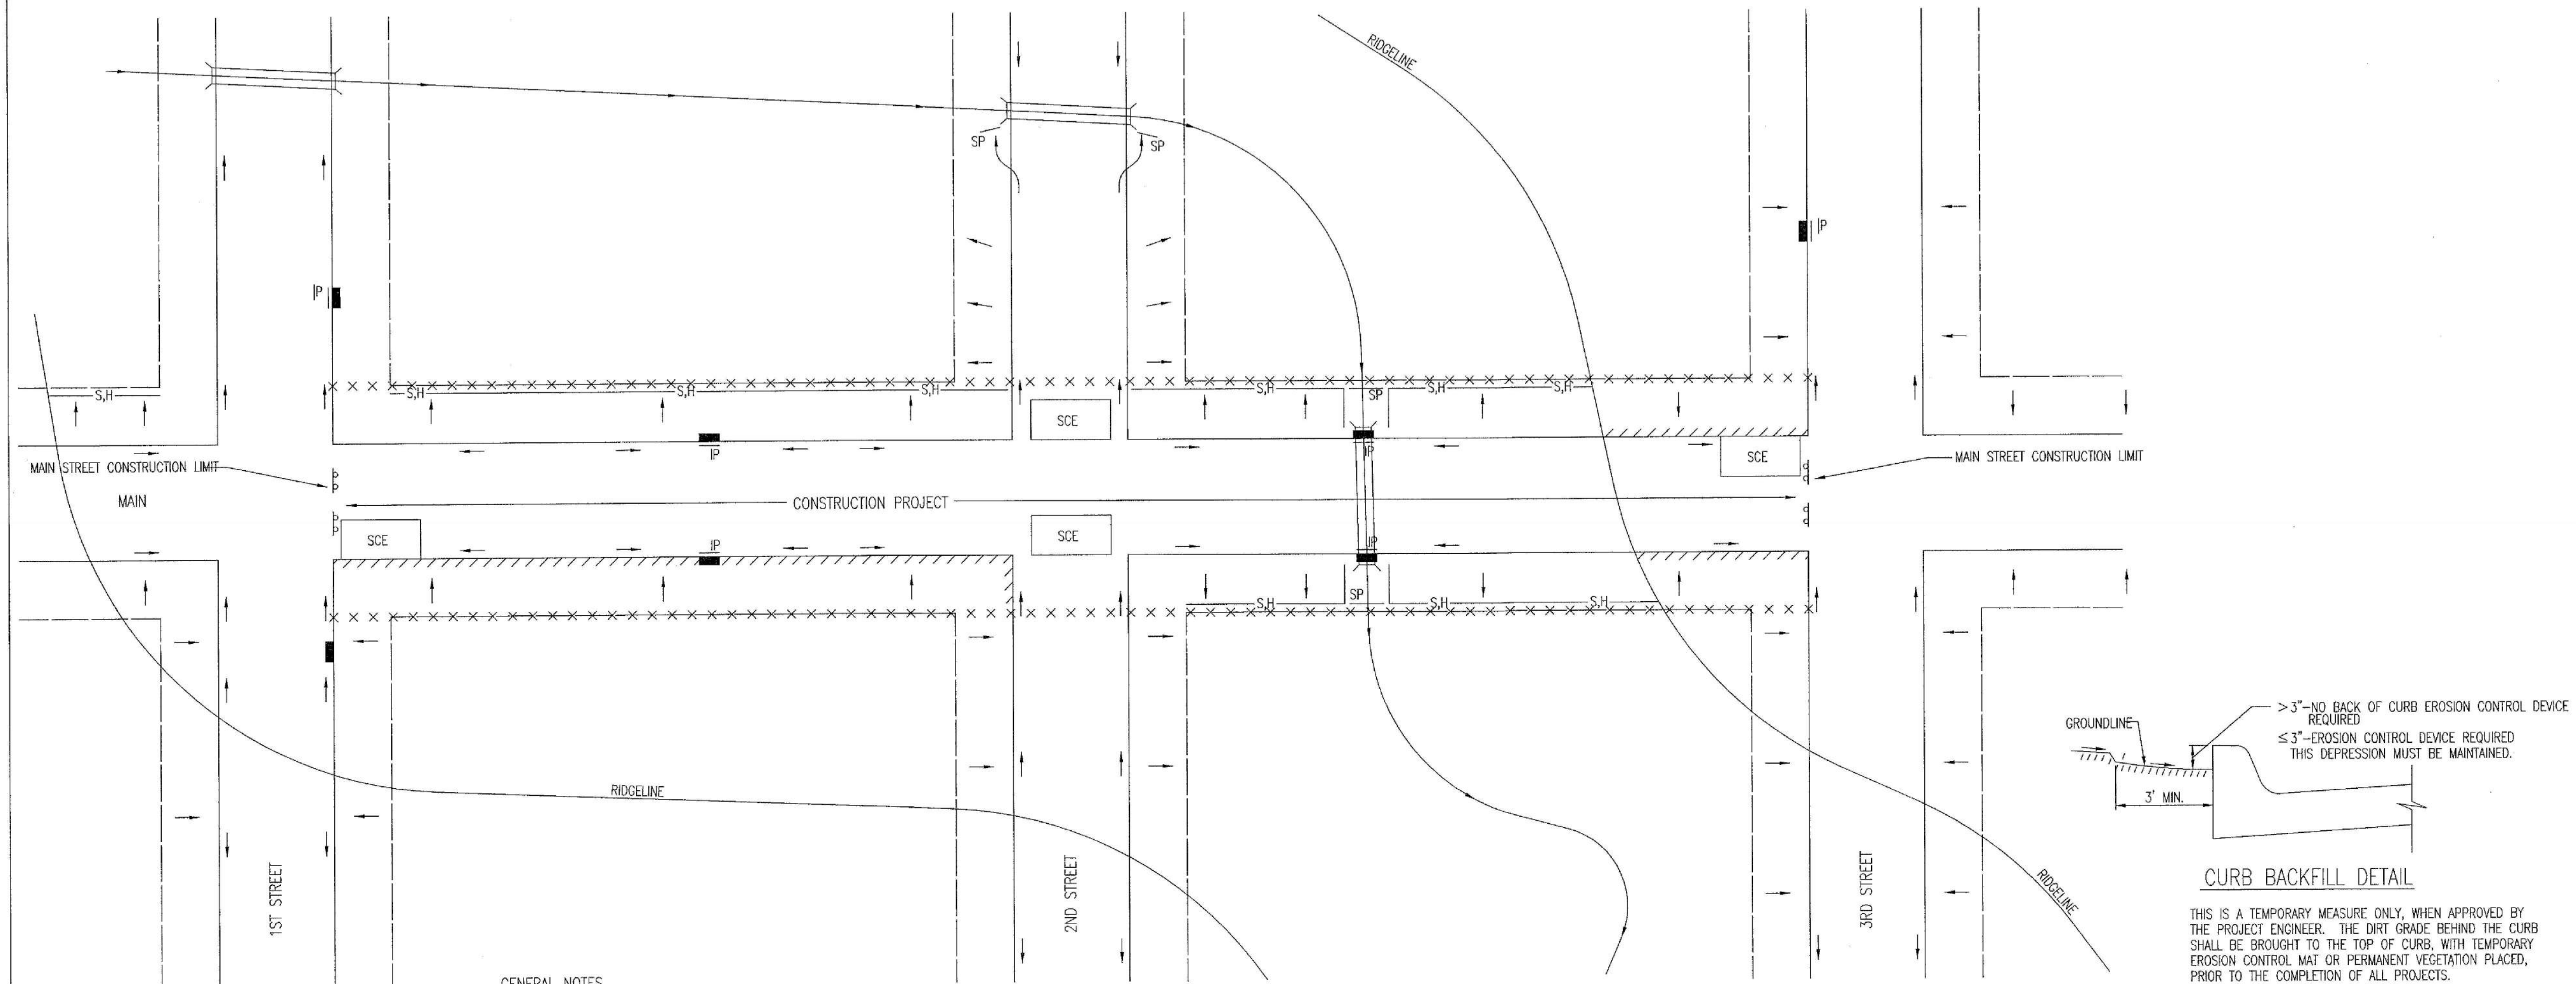 RIDGELINE
SP
SP
IP
IP
S,H
S,H
S,H
S,H
S,H
SP
S,H
S,H
SCE
IP
IP
SCE
MAIN STREET CONSTRUCTION LIMIT
MAIN STREET CONSTRUCTION LIMIT
MAIN
CONSTRUCTION PROJECT
SCE
SCE
IP
IP
S,H
SP
S,H
S,H
RIDGELINE
1ST STREET
2ND STREET
3RD STREET
RIDGELINE
GROUNDLINE
>3"-NO BACK OF CURB EROSION CONTROL DEVICE
REQUIRED
≤3"-EROSION CONTROL DEVICE REQUIRED
THIS DEPRESSION MUST BE MAINTAINED.
3' MIN.
CURB BACKFILL DETAIL
THIS IS A TEMPORARY MEASURE ONLY, WHEN APPROVED BY
THE PROJECT ENGINEER. THE DIRT GRADE BEHIND THE CURB
SHALL BE BROUGHT TO THE TOP OF CURB, WITH TEMPORARY
EROSION CONTROL MAT OR PERMANENT VEGETATION PLACED,
PRIOR TO THE COMPLETION OF ALL PROJECTS.
GENERAL NOTES